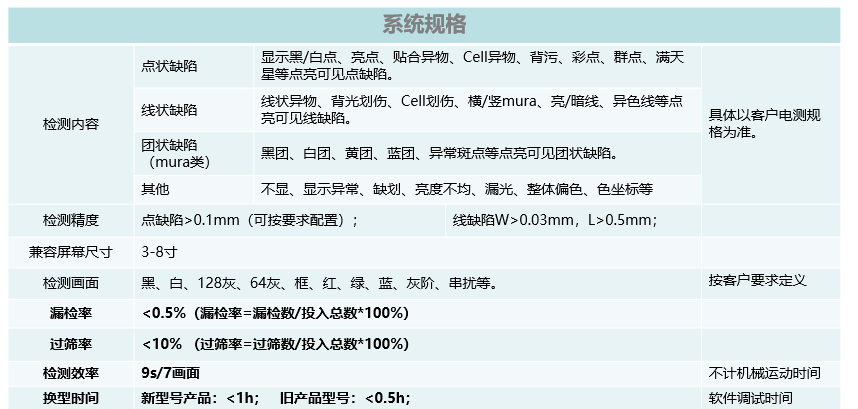 系统规格
检测内容
点状缺陷
显示黑/白点、亮点、贴合异物、Cell异物、背污、彩点、群点、满天
星等点亮可见点缺陷。
线状缺陷
线状异物、背光划伤、Cell划伤、横/竖mura、亮/暗线、异色线等点
亮可见线缺陷。
团状缺陷
（mura类）
黑团、白团、黄团、蓝团、异常斑点等点亮可见团状缺陷。
其他
不显、显示异常、缺划、亮度不均、漏光、整体偏色、色坐标等
具体以客户电测规
格为准。
检测精度
点缺陷>0.1mm（可按要求配置）;
线缺陷W>0.03mm，L>0.5mm;
兼容屏幕尺寸
3-8寸
检测画面
黑、白、128灰、64灰、框、红、绿、蓝、灰阶、串扰等。
按客户要求定义
漏检率
<0.5%（漏检率=漏检数/投入总数*100%）
过筛率
<10% （过筛率=过筛数/投入总数*100%）
检测效率
9s/7画面
不计机械运动时间
换型时间
新型号产品：<1h; 旧产品型号：<0.5h;
软件调试时间